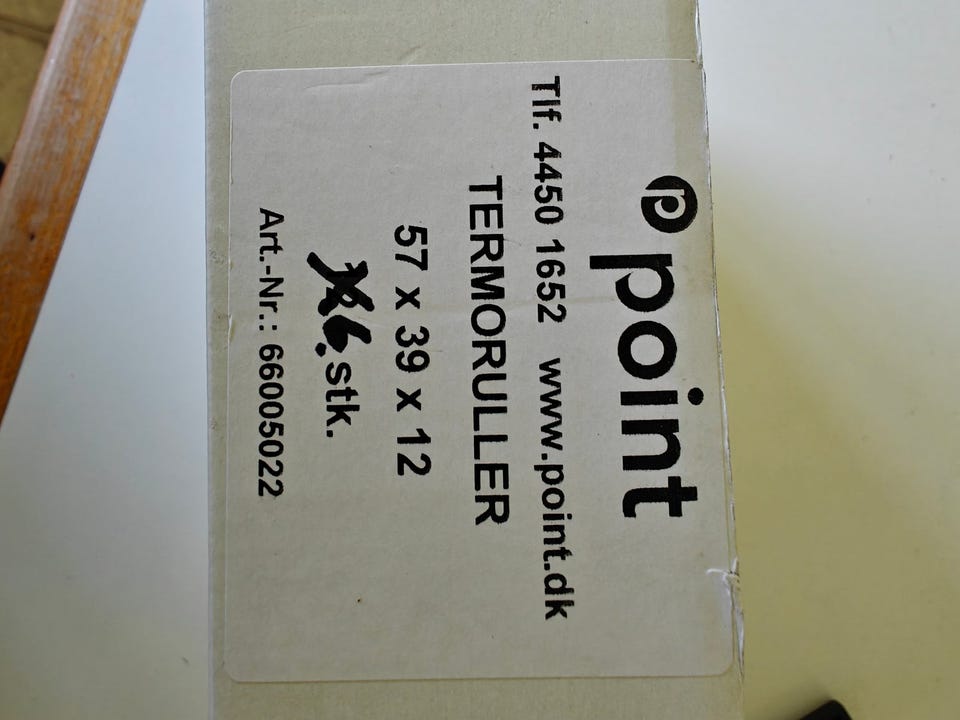 point
Tlf. 4450 1652 www.point.dk
TERMORULLER
57 x 39 x 12
stk.
Art.-Nr.: 66005022